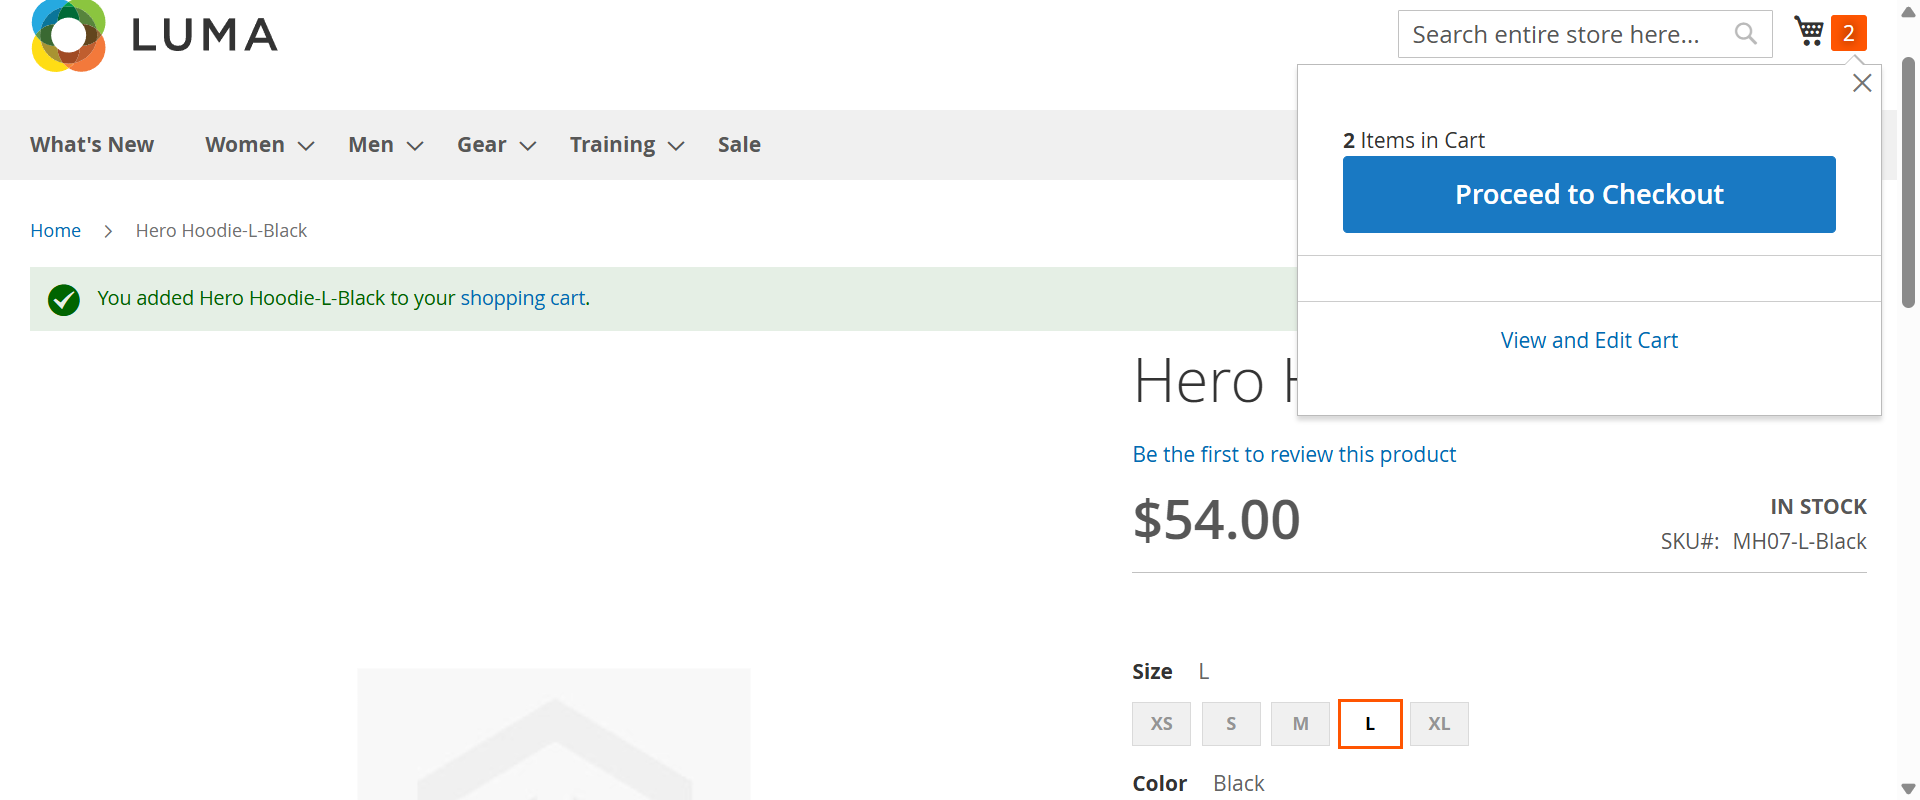 LUMA
Search entire store here...
2
What's New Women Men Gear Training Sale
2 Items in Cart
Proceed to Checkout
View and Edit Cart
Home Hero Hoodie-L-Black
You added Hero Hoodie-L-Black to your shopping cart.
Hero
Be the first to review this product
$54.00
IN STOCK
SKU#: MH07-L-Black
Size L
XS S M L XL
Color Black